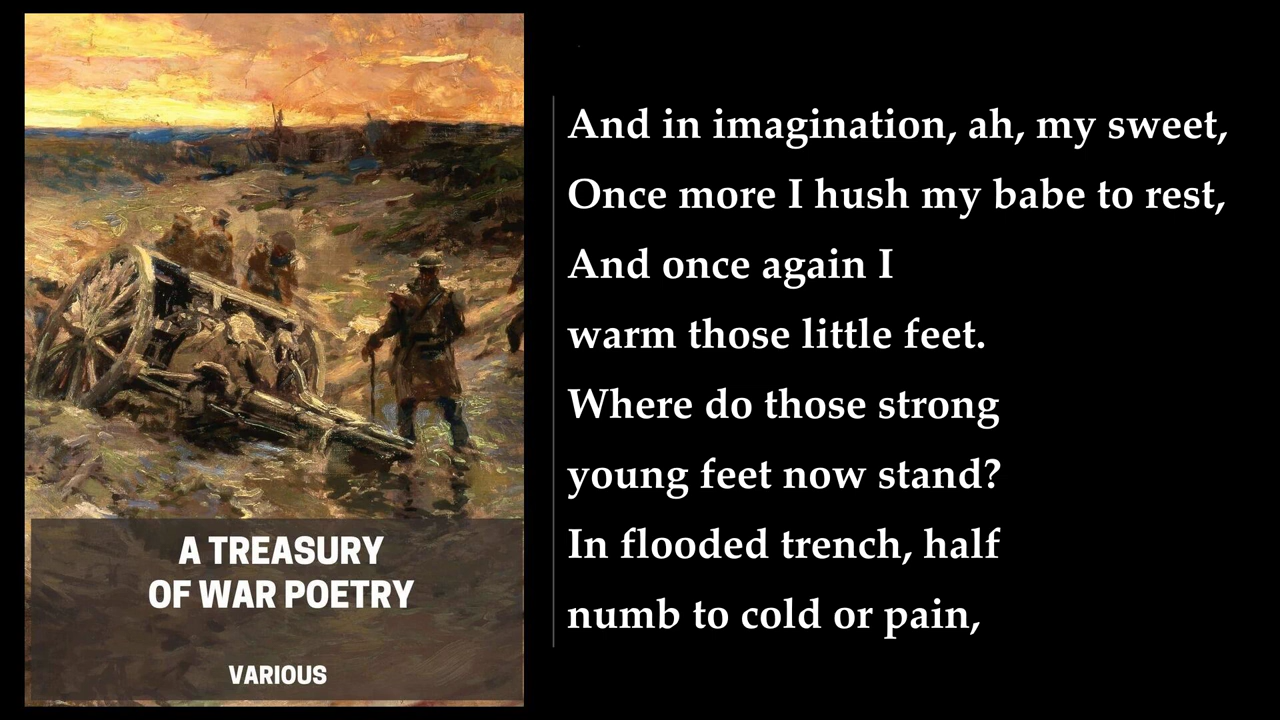 A TREASURY
OF WAR POETRY
VARIOUS
And in imagination, ah, my sweet,
Once more I hush my babe to rest,
And once again I
warm those little feet.
Where do those strong
young feet now stand?
In flooded trench, half
numb to cold or pain,